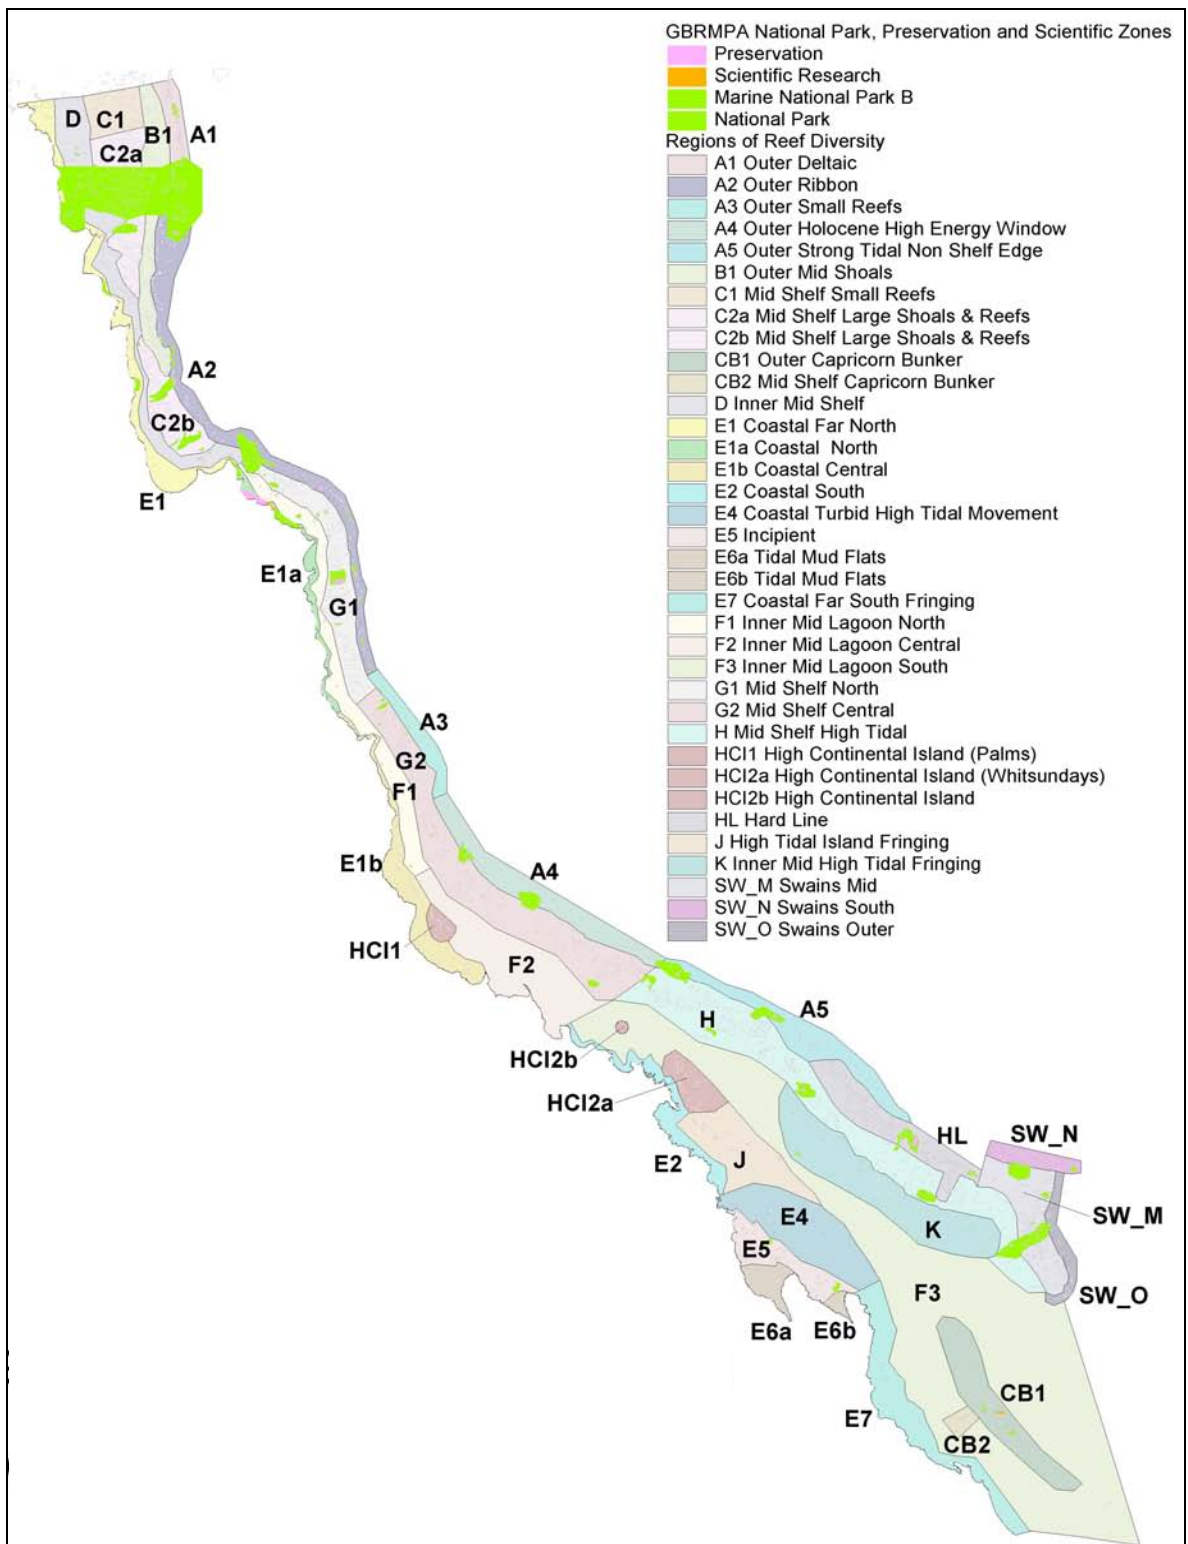 GBRMPA National Park, Preservation and Scientific Zones
Preservation
Scientific Research
Marine National Park B
National Park
Regions of Reef Diversity
A1 Outer Deltaic
A2 Outer Ribbon
A3 Outer Small Reefs
A4 Outer Holocene High Energy Window
A5 Outer Strong Tidal Non Shelf Edge
B1 Outer Mid Shoals
C1 Mid Shelf Small Reefs
C2a Mid Shelf Large Shoals & Reefs
C2b Mid Shelf Large Shoals & Reefs
CB1 Outer Capricorn Bunker
CB2 Mid Shelf Capricorn Bunker
D Inner Mid Shelf
E1 Coastal Far North
E1a Coastal North
E1b Coastal Central
E2 Coastal South
E4 Coastal Turbid High Tidal Movement
E5 Incipient
E6a Tidal Mud Flats
E6b Tidal Mud Flats
E7 Coastal Far South Fringing
F1 Inner Mid Lagoon North
F2 Inner Mid Lagoon Central
F3 Inner Mid Lagoon South
G1 Mid Shelf North
G2 Mid Shelf Central
H Mid Shelf High Tidal
HCI1 High Continental Island (Palms)
HCI2a High Continental Island (Whitsundays)
HCI2b High Continental Island
HL Hard Line
J High Tidal Island Fringing
K Inner Mid High Tidal Fringing
SW_M Swains Mid
SW_N Swains South
SW_O Swains Outer
D
C1
B1
A1
C2a
A2
C2b
E1
E1a
G1
A3
G2
F1
E1b
A4
HCI1
F2
H
A5
HCI2b
HCI2a
HL
SW_N
E2
J
SW_M
E4
K
E5
F3
SW_O
E6a
E6b
CB1
E7
CB2